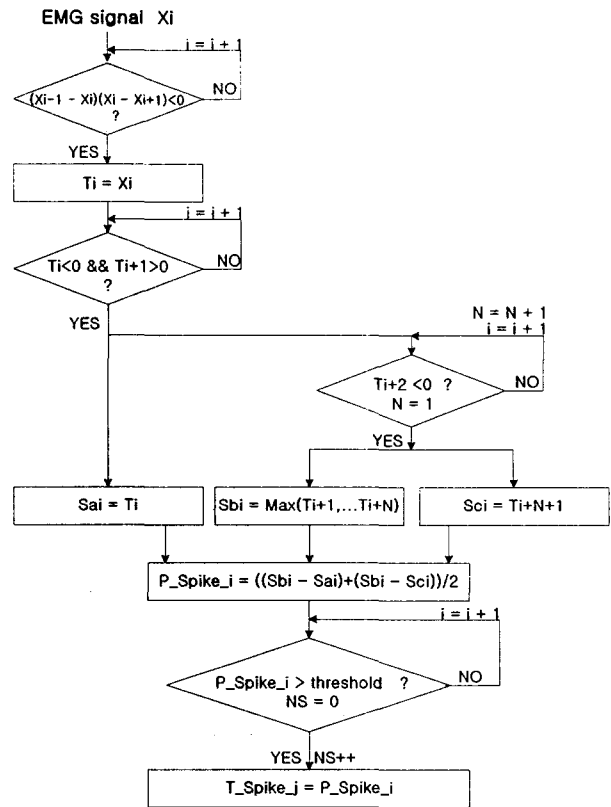 EMG signal Xi
i = i + 1
(Xi-1 - Xi)(Xi - Xi+1)<0
?
NO
YES
Ti = Xi
i = i + 1
Ti<0 && Ti+1>0
?
NO
YES
N = N + 1
i = i + 1
Ti+2 <0 ?
N = 1
NO
YES
Sai = Ti
Sbi = Max(Ti+1,...Ti+N)
Sci = Ti+N+1
P_Spike_i = ((Sbi - Sai)+(Sbi - Sci))/2
i = i + 1
P_Spike_i > threshold ?
NS = 0
NO
YES NS++
T_Spike_j = P_Spike_i